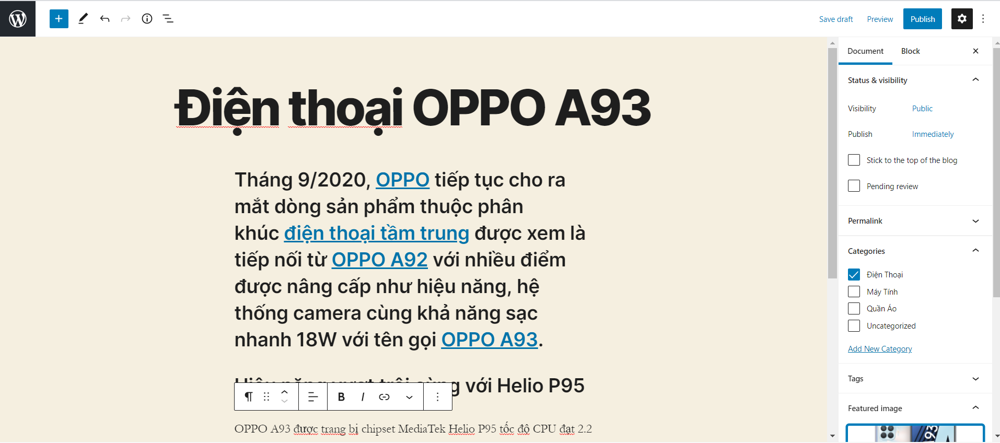 Save draft Preview Publish
Document Block
Điện thoại OPPO A93
Tháng 9/2020, OPPO tiếp tục cho ra
mắt dòng sản phẩm thuộc phân
khúc điện thoại tầm trung được xem là
tiếp nối từ OPPO A92 với nhiều điểm
được nâng cấp như hiệu năng, hệ
thống camera cùng khả năng sạc
nhanh 18W với tên gọi OPPO A93.
với Helio P95
B I
OPPO A93 được trang bị chipset MediaTek Helio P95 tốc độ CPU đạt 2.2
Status & visibility
Visibility Public
Publish Immediately
Stick to the top of the blog
Pending review
Permalink
Categories
Điện Thoại
Máy Tính
Quần Áo
Uncategorized
Add New Category
Tags
Featured image